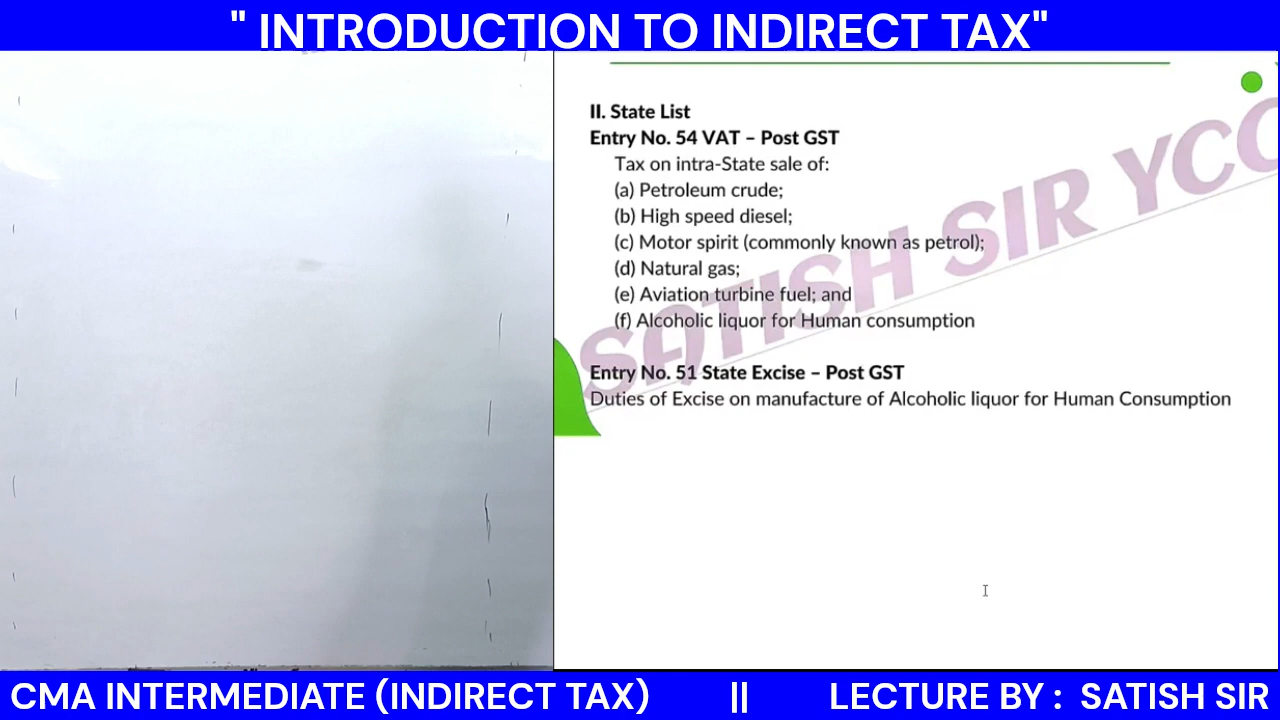 " INTRODUCTION TO INDIRECT TAX"
II. State List
Entry No. 54 VAT – Post GST
Tax on intra-State sale of:
(a) Petroleum crude;
(b) High speed diesel;
(c) Motor spirit (commonly known as petrol);
(d) Natural gas;
(e) Aviation turbine fuel; and
(f) Alcoholic liquor for Human consumption
Entry No. 51 State Excise – Post GST
Duties of Excise on manufacture of Alcoholic liquor for Human Consumption
SATISH SIR
CMA INTERMEDIATE (INDIRECT TAX) || LECTURE BY : SATISH SIR